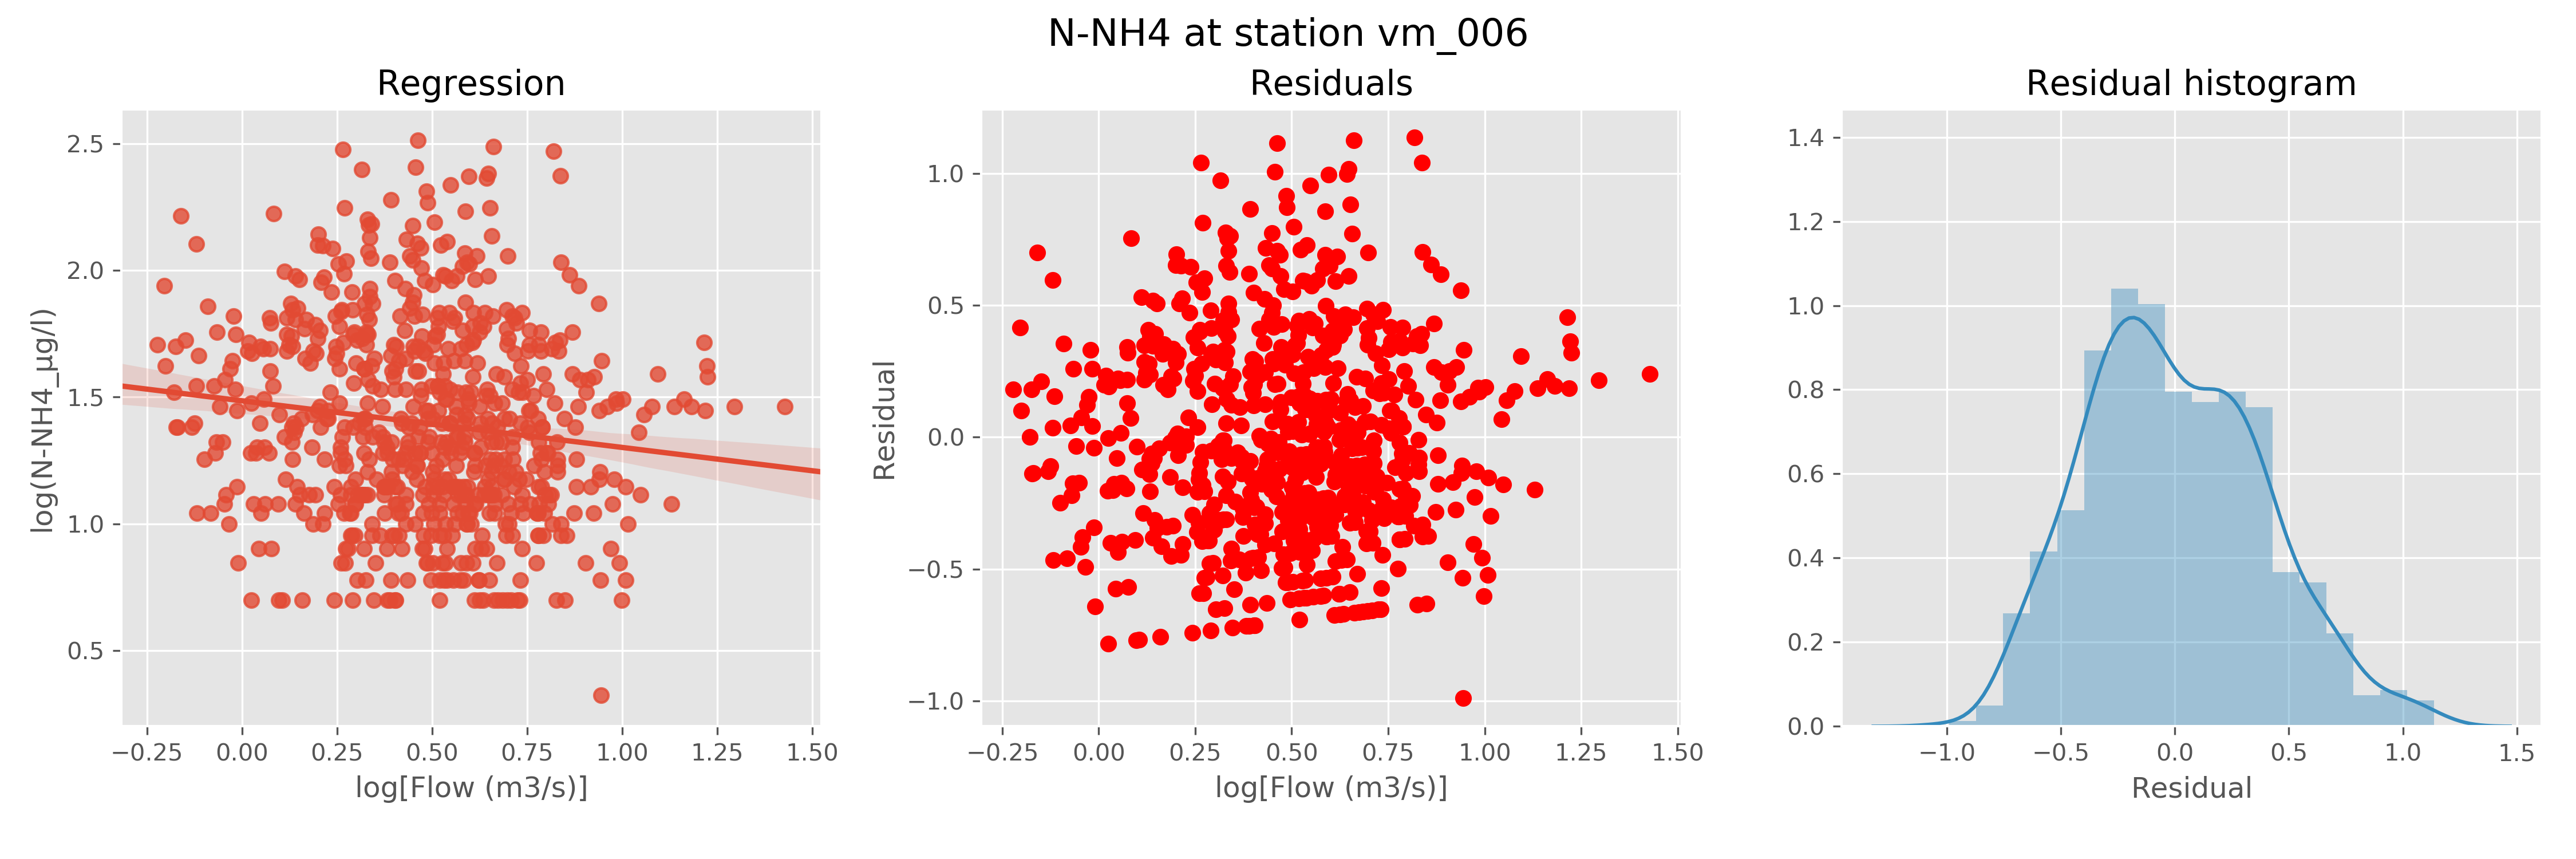 N-NH4 at station vm_006
Regression
2.5
2.0
1.5
1.0
0.5
log(N-NH4_μg/l)
−0.25 0.00 0.25 0.50 0.75 1.00 1.25 1.50
log[Flow (m3/s)]
Residuals
1.0
0.5
0.0
−0.5
−1.0
Residual
−0.25 0.00 0.25 0.50 0.75 1.00 1.25 1.50
log[Flow (m3/s)]
Residual histogram
1.4
1.2
1.0
0.8
0.6
0.4
0.2
0.0
−1.0 −0.5 0.0 0.5 1.0 1.5
Residual